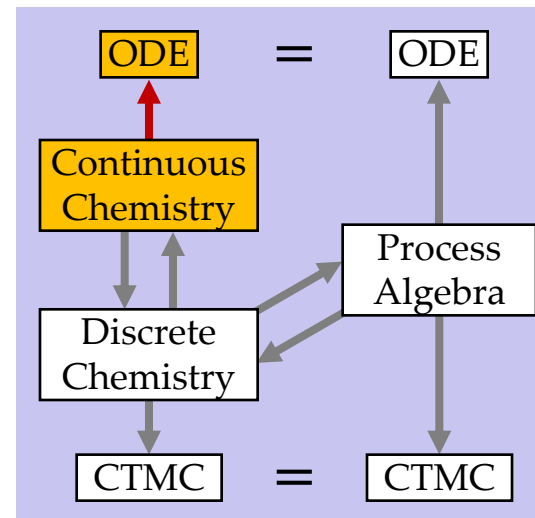 ODE = ODE
Continuous
Chemistry
Process
Algebra
Discrete
Chemistry
CTMC = CTMC